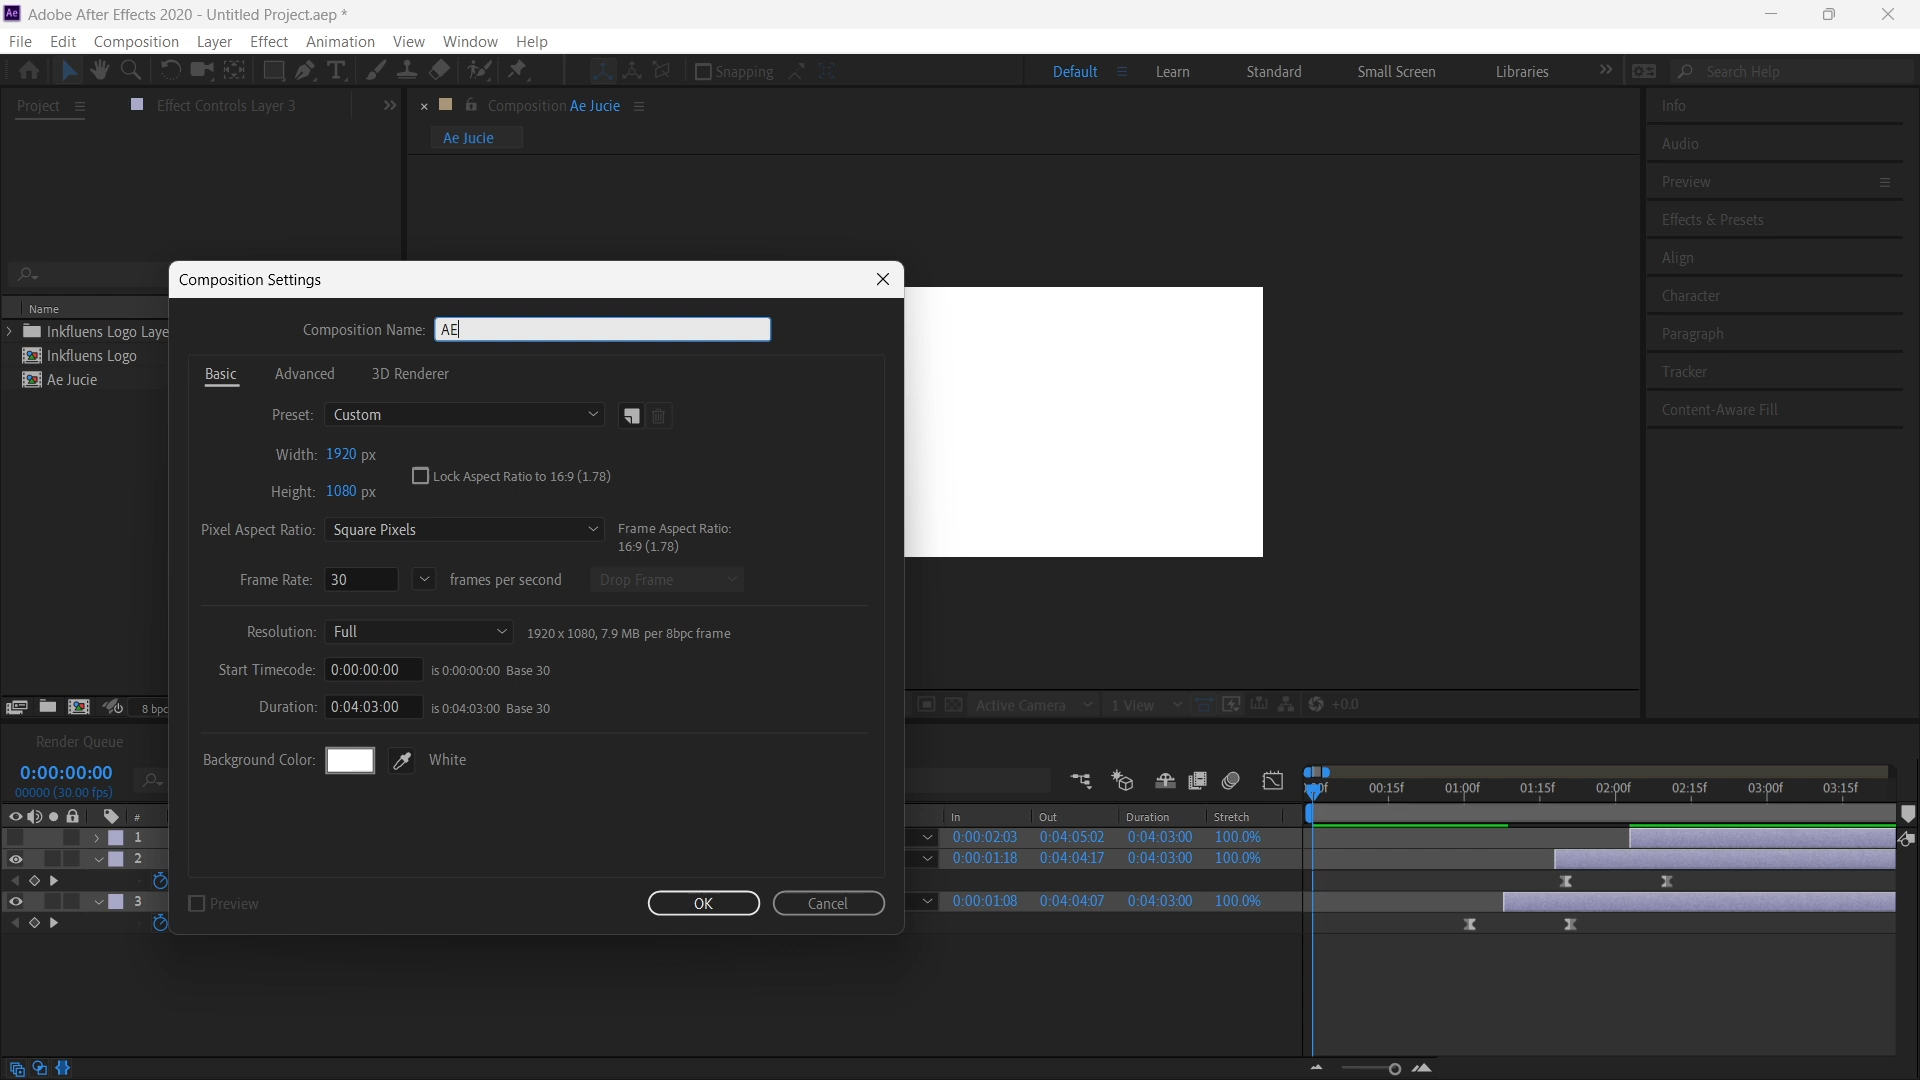 Ae Adobe After Effects 2020 - Untitled Project.aep *
File Edit Composition Layer Effect Animation View Window Help
Snapping Default Learn Standard Small Screen Libraries Search Help
Project Effect Controls Layer 3 Composition Ae Jucie Info
Ae Jucie
Audio
Preview
Effects & Presets
Align
Character
Paragraph
Tracker
Content-Aware Fill
Name
Inkfluens Logo Laye
Inkfluens Logo
Ae Jucie
Composition Settings
Composition Name: AE
Basic Advanced 3D Renderer
Preset: Custom
Width: 1920 px
Lock Aspect Ratio to 16:9 (1.78)
Height: 1080 px
Pixel Aspect Ratio: Square Pixels Frame Aspect Ratio:
16:9 (1.78)
Frame Rate: 30 frames per second Drop Frame
Resolution: Full 1920 x 1080, 7.9 MB per 8bpc frame
Start Timecode: 0:00:00:00 is 0:00:00:00 Base 30
Duration: 0:04:03:00 is 0:04:03:00 Base 30
Background Color: White
Preview OK Cancel
8 bpc Active Camera 1 View +0.0
Render Queue
0:00:00:00
00000 (30.00 fps)
00:15f 01:00f 01:15f 02:00f 02:15f 03:00f 03:15f
# In Out Duration Stretch
1 0:00:02:03 0:04:05:02 0:04:03:00 100.0%
2 0:00:01:18 0:04:04:17 0:04:03:00 100.0%
3 0:00:01:08 0:04:04:07 0:04:03:00 100.0%